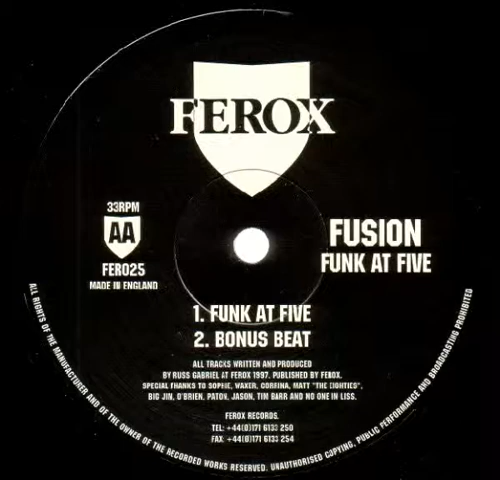 FEROX
33RPM
AA
FER025
MADE IN ENGLAND
FUSION
FUNK AT FIVE
1. FUNK AT FIVE
2. BONUS BEAT
ALL TRACKS WRITTEN AND PRODUCED
BY RUSS GABRIEL AT FEROX 1997. PUBLISHED BY FEROX.
SPECIAL THANKS TO SOPHIE, WAXER, CORRINA, MATT "THE EIGHTIES",
BIG JIN, O'BRIEN, PATON, JASON, TIM BARR AND NO ONE IN LISS.
FEROX RECORDS.
TEL: +44(0)171 6133 250
FAX: +44(0)171 6133 254
ALL RIGHTS OF THE MANUFACTURER AND OF THE OWNER OF THE RECORDED WORKS RESERVED. UNAUTHORISED COPYING, PUBLIC PERFORMANCE AND BROADCASTING PROHIBITED